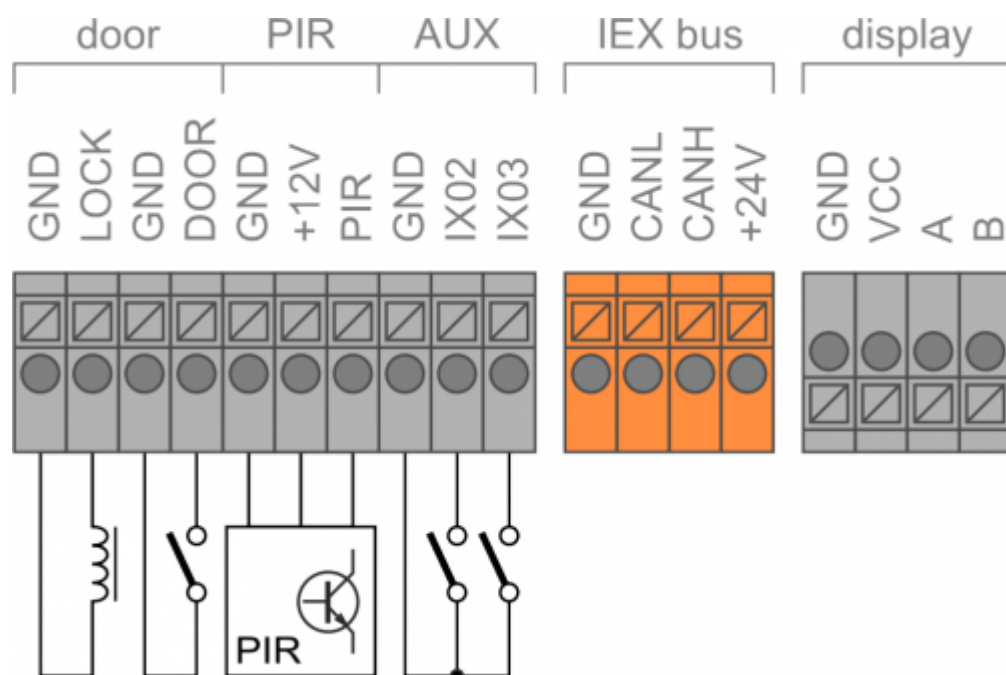 door PIR AUX IEX bus display
GND LOCK GND DOOR GND +12V PIR GND IX02 IX03 GND CANL CANH +24V GND VCC A B
PIR